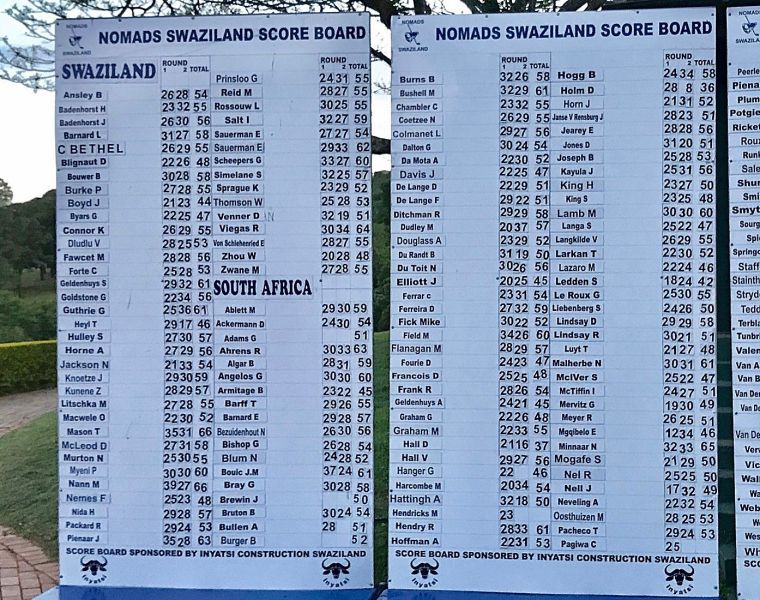 NOMADS SWAZILAND
NOMADS SWAZILAND SCORE BOARD
SWAZILAND
ROUND
1 2 TOTAL
Ansley B 26 28 54
Badenhorst H 23 32 55
Badenhorst J 26 30 56
Barnard L 31 27 58
C BETHEL 26 29 55
Blignaut D 22 26 48
Bouwer B 30 28 58
Burke P 27 28 55
Boyd J 21 23 44
Byars G 22 25 47
Connor K 26 29 55
Dludlu V 28 25 53
Fawcet M 28 28 56
Forte C 25 28 53
Geldenhuys S 29 32 61
Goldstone G 22 34 56
Guthrie G 25 36 61
Heyl T 29 17 46
Hulley S 27 30 57
Horne A 27 29 56
Jackson N 21 33 54
Knoetze J 29 30 59
Kunene Z 28 29 57
Litschka M 27 28 55
Macwele O 22 30 52
Mason T 35 31 66
McLeod D 27 31 58
Murton N 25 30 55
Myeni P 30 30 60
Nann M 39 27 66
Nernes F 25 23 48
Nida H 29 28 57
Packard R 29 24 53
Pienaar J 35 28 63
ROUND
1 2 TOTAL
Prinsloo G 24 31 55
Reid M 28 27 55
Rossouw L 30 25 55
Salt I 32 27 59
Sauerman E 27 27 54
Sauerman E 29 33 62
Scheepers G 33 27 60
Simelane S 32 25 57
Sprague K 23 29 52
Thomson W 25 28 53
Venner D 32 19 51
Viegas R 30 34 64
Von Schlehenried E 28 27 55
Zhou W 20 28 48
Zwane M 27 28 55
SOUTH AFRICA
Ablett M 29 30 59
Ackermann D 24 30 54
Adams G 51
Ahrens R 30 33 63
Algar B 28 31 59
Angelos G 30 30 60
Armitage B 23 22 45
Barff T 29 26 55
Barnard E 29 28 57
Bezuidenhout N 26 30 56
Bishop G 26 28 54
Blum N 24 28 52
Bouic J.M 37 24 61
Bray G 30 28 58
Brewin J 50
Bruton B 30 24 54
Bullen A 28 51
Burger B 52
SCORE BOARD SPONSORED BY INYATSI CONSTRUCTION SWAZILAND
inyatsi
inyatsi
NOMADS SWAZILAND
NOMADS SWAZILAND SCORE BOARD
ROUND
1 2 TOTAL
Burns B 32 26 58
Bushell M 32 29 61
Chambler C 23 32 55
Coetzee N 26 29 55
Colmanet L 29 27 56
Dalton G 30 24 54
Da Mota A 22 30 52
Davis J 22 25 47
De Lange D 22 29 51
De Lange F 29 22 51
Ditchman R 29 29 58
Dudley M 20 37 57
Douglass A 23 29 52
Du Randt B 31 19 50
Du Toit N 30 26 56
Elliott J 20 25 45
Ferrar C 23 31 54
Ferreira D 27 32 59
Fick Mike 30 22 52
Field M 34 26 60
Flanagan M 28 29 57
Fourie D 24 23 47
Francois D 25 25 48
Frank R 28 26 54
Geldenhuys A 24 21 45
Graham G 22 26 48
Graham M 22 33 55
Hall D 21 16 37
Hall V 29 27 56
Hanger G 22 46
Harcombe M 20 34 54
Hattingh A 32 18 50
Hendricks M 23
Hendry R 28 33 61
Hoffman A 22 31 53
ROUND
1 2 TOTAL
Hogg B 24 34 58
Holm D 28 8 36
Horn J 21 31 52
Janse V Rensburg J 28 23 51
Jearey E 28 28 56
Jones D 31 20 51
Joseph B 25 28 53
Kayula J 25 31 56
King H 23 27 50
King S 23 25 48
Lamb M 30 30 60
Langa S 25 22 47
Langkilde V 26 29 55
Larkan T 22 30 52
Lazaro M 22 24 46
Ledden S 18 24 42
Le Roux G 25 30 55
Liebenberg S 24 26 50
Lindsay D 29 29 58
Lindsay R 30 21 51
Luyt T 21 27 48
Malherbe N 30 31 61
McIVer S 25 22 47
McTiffin I 24 27 51
Mervitz G 19 30 49
Meyer R 26 25 51
Mgqibelo E 12 34 46
Minnaar N 32 33 65
Mogafe S 21 29 50
Nel R 25 25 50
Nell J 17 32 49
Neveling A 22 32 54
Oosthuizen M 28 25 53
Pacheco T 29 24 53
Pagiwa C 25
SCORE BOARD SPONSORED BY INYATSI CONSTRUCTION SWAZILAND
inyatsi
inyatsi